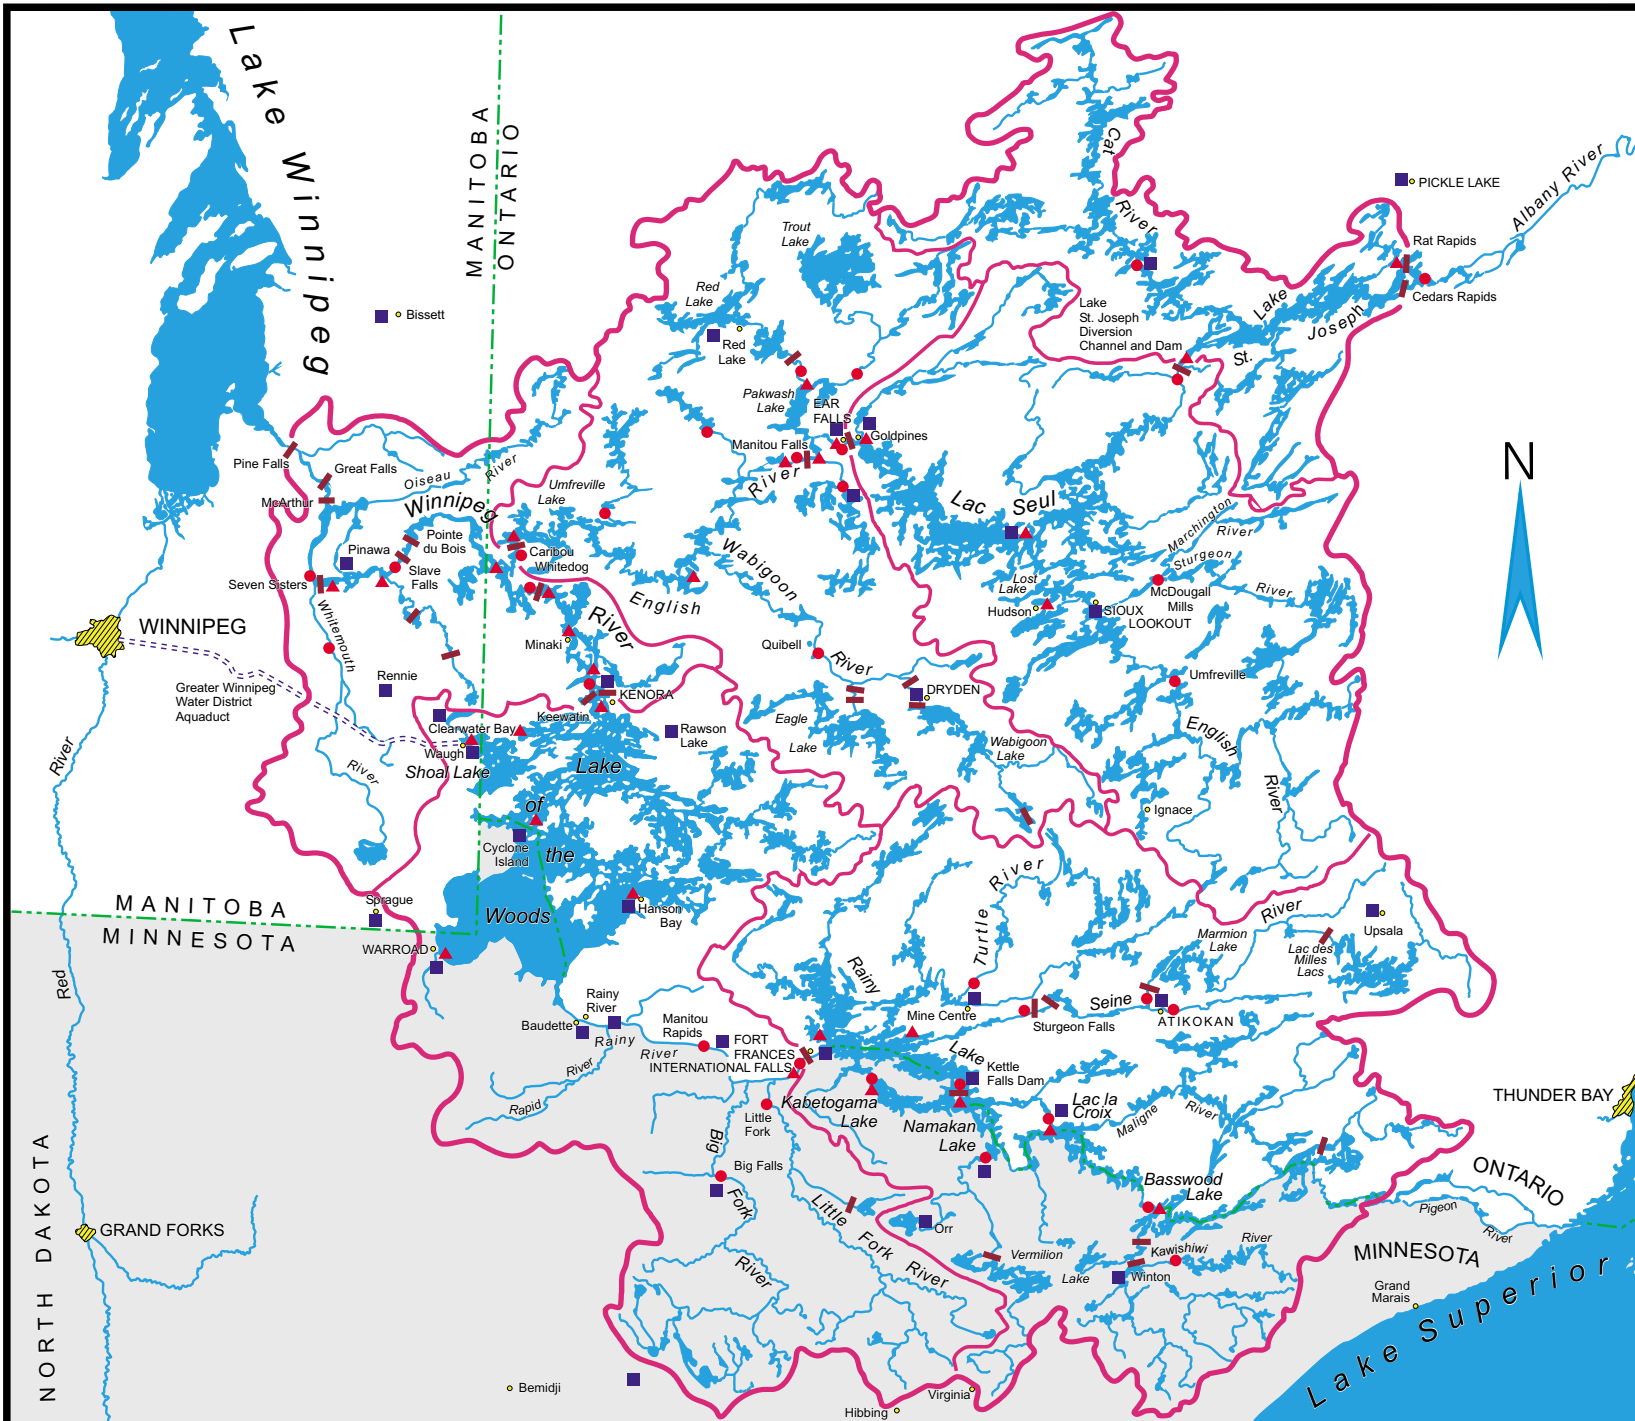 Lake Winnipeg
MANITOBA
ONTARIO
Cat
River
PICKLE LAKE
Albany River
Rat Rapids
Cedars Rapids
Trout
Lake
Red
Lake
Red
Lake
Bissett
Lake
St. Joseph
Diversion
Channel and Dam
Lake
St.
Joseph
Pakwash
Lake
EAR
FALLS
Goldpines
Manitou Falls
River
Pine Falls
Great Falls
McArthur
Oiseau
River
Winnipeg
Umfreville
Lake
Lac
Seul
N
Pointe
du Bois
Pinawa
Slave
Falls
Seven Sisters
Caribou
Whitedog
Wabigoon
English
River
Marchington
River
Sturgeon
River
Lost
Lake
Hudson
SIOUX
LOOKOUT
McDougall
Mills
WINNIPEG
Whitemouth
Minaki
Quibell
River
Rennie
Greater Winnipeg
Water District
Aquaduct
KENORA
DRYDEN
Umfreville
Keewatin
Clearwater Bay
Waugh
Shoal Lake
Rawson
Lake
Eagle
Lake
Wabigoon
Lake
English
River
River
River
Lake
of
the
Woods
Cyclone
Island
Ignace
Sprague
MANITOBA
MINNESOTA
WARROAD
Hanson
Bay
River
Turtle
Rainy
River
Marmion
Lake
Lac des
Milles
Lacs
Upsala
Red
Rainy
River
Baudette
Rainy
River
Manitou
Rapids
FORT
FRANCES
INTERNATIONAL FALLS
Mine Centre
Sturgeon Falls
Seine
ATIKOKAN
Lake
Kettle
Falls Dam
River
Rapid
Little
Fork
Kabetogama
Lake
Namakan
Lake
Lac la
Croix
Maligne
River
THUNDER BAY
Big
Fork
Big Falls
Basswood
Lake
ONTARIO
Pigeon
River
NORTH DAKOTA
GRAND FORKS
Little
Fork
River
Orr
River
Vermilion
Lake
Kawishiwi
River
Winton
MINNESOTA
Grand
Marais
Lake Superior
Bemidji
Virginia
Hibbing